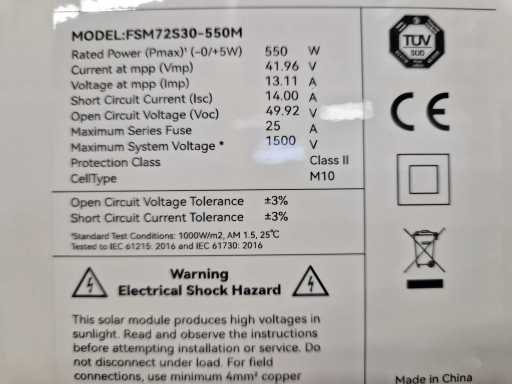 MODEL:FSM72S30-550M
Rated Power (Pmax)¹ (-0/+5W) 550 W
Current at mpp (Vmp) 41.96 V
Voltage at mpp (Imp) 13.11 A
Short Circuit Current (Isc) 14.00 A
Open Circuit Voltage (Voc) 49.92 V
Maximum Series Fuse 25 A
Maximum System Voltage * 1500 V
Protection Class Class II
CellType M10
Open Circuit Voltage Tolerance ±3%
Short Circuit Current Tolerance ±3%
*Standard Test Conditions: 1000W/m2, AM 1.5, 25℃
Tested to IEC 61215: 2016 and IEC 61730: 2016
Warning
Electrical Shock Hazard
This solar module produces high voltages in
sunlight. Read and observe the instructions
before attempting installation or service. Do
not disconnect under load. For field
connections, use minimum 4mm² copper
TÜV
SÜD
CE
Made in China